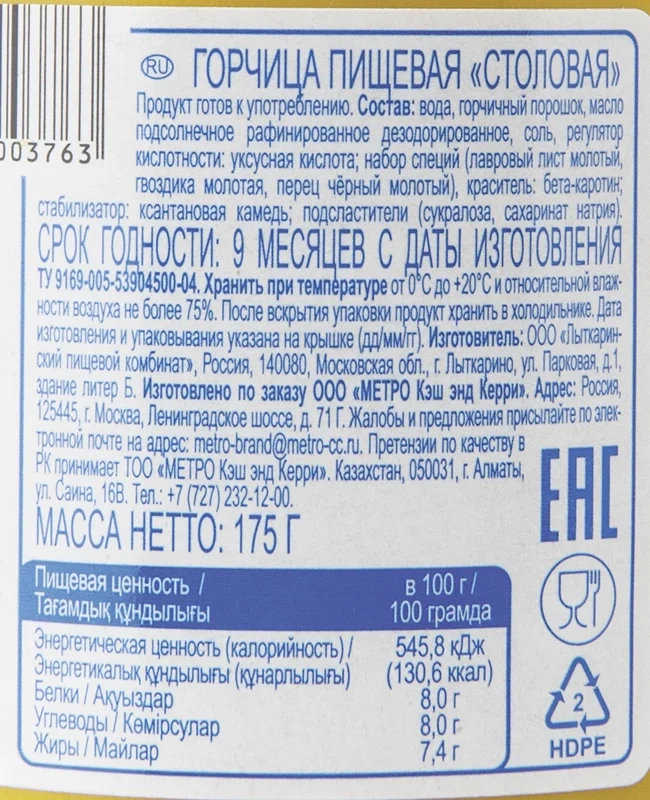 003763
RU ГОРЧИЦА ПИЩЕВАЯ «СТОЛОВАЯ»
Продукт готов к употреблению. Состав: вода, горчичный порошок, масло
подсолнечное рафинированное дезодорированное, соль, регулятор
кислотности: уксусная кислота; набор специй (лавровый лист молотый,
гвоздика молотая, перец чёрный молотый), краситель: бета-каротин;
стабилизатор: ксантановая камедь; подсластители (сукралоза, сахаринат натрия).
СРОК ГОДНОСТИ: 9 МЕСЯЦЕВ С ДАТЫ ИЗГОТОВЛЕНИЯ
ТУ 9169-005-53904500-04. Хранить при температуре от 0°С до +20°С и относительной влаж-
ности воздуха не более 75%. После вскрытия упаковки продукт хранить в холодильнике. Дата
изготовления и упаковывания указана на крышке (дд/мм/гг). Изготовитель: ООО «Лыткарин-
ский пищевой комбинат», Россия, 140080, Московская обл., г. Лыткарино, ул. Парковая, д.1,
здание литер Б. Изготовлено по заказу ООО «МЕТРО Кэш энд Керри». Адрес: Россия,
125445, г. Москва, Ленинградское шоссе, д. 71 Г. Жалобы и предложения присылайте по элек-
тронной почте на адрес: metro-brand@metro-cc.ru. Претензии по качеству в
РК принимает ТОО «МЕТРО Кэш энд Керри». Казахстан, 050031, г. Алматы,
ул. Саина, 16В. Тел.: +7 (727) 232-12-00.
EAC
МАССА НЕТТО: 175 Г
Пищевая ценность / в 100 г /
Тағамдық құндылығы 100 грамда
Энергетическая ценность (калорийность) / 545,8 кДж
Энергетикалық құндылығы (құнарлылығы) (130,6 ккал)
Белки / Ақуыздар 8,0 г
Углеводы / Көмірсулар 8,0 г
Жиры / Майлар 7,4 г
2
HDPE